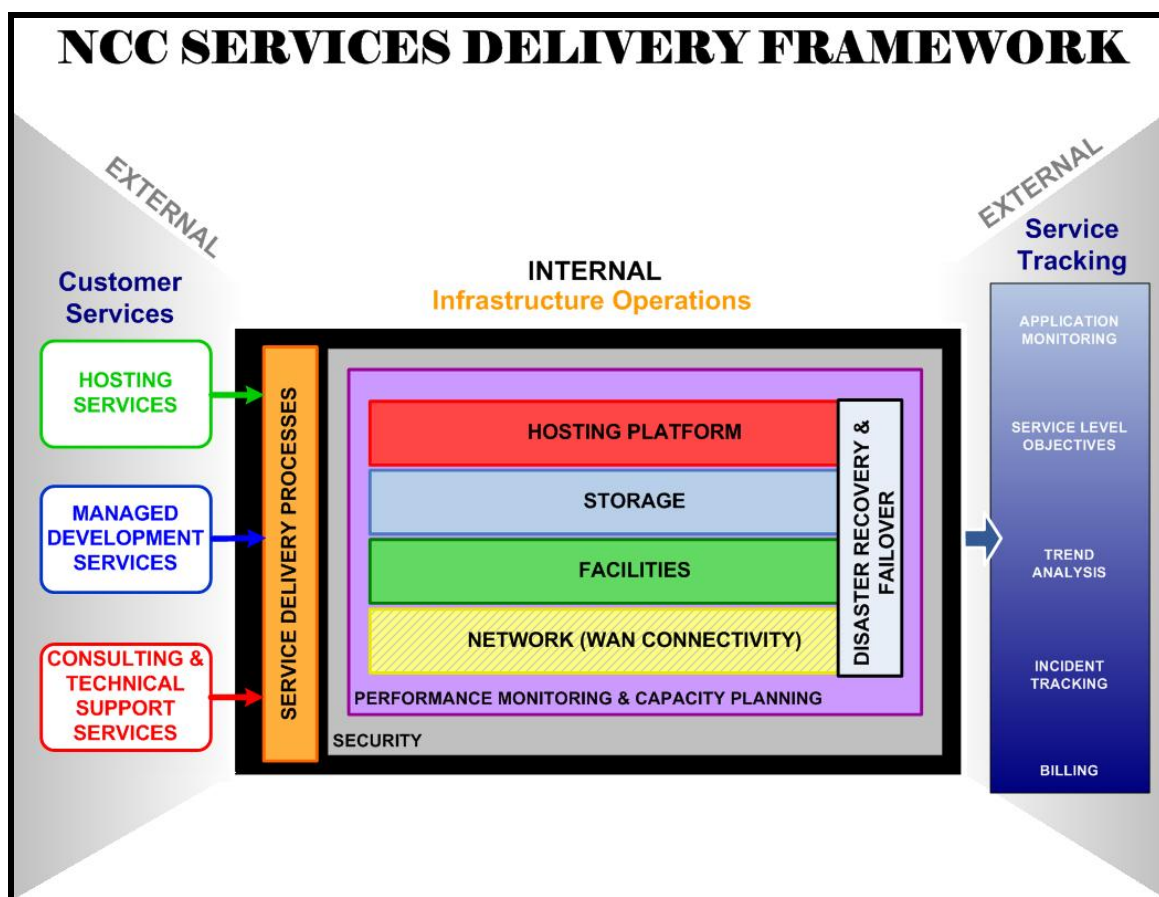 NCC SERVICES DELIVERY FRAMEWORK
EXTERNAL
Customer
Services
HOSTING
SERVICES
MANAGED
DEVELOPMENT
SERVICES
CONSULTING &
TECHNICAL
SUPPORT
SERVICES
INTERNAL
Infrastructure Operations
SERVICE DELIVERY PROCESSES
HOSTING PLATFORM
STORAGE
FACILITIES
NETWORK (WAN CONNECTIVITY)
DISASTER RECOVERY &
FAILOVER
PERFORMANCE MONITORING & CAPACITY PLANNING
SECURITY
EXTERNAL
Service
Tracking
APPLICATION
MONITORING
SERVICE LEVEL
OBJECTIVES
TREND
ANALYSIS
INCIDENT
TRACKING
BILLING